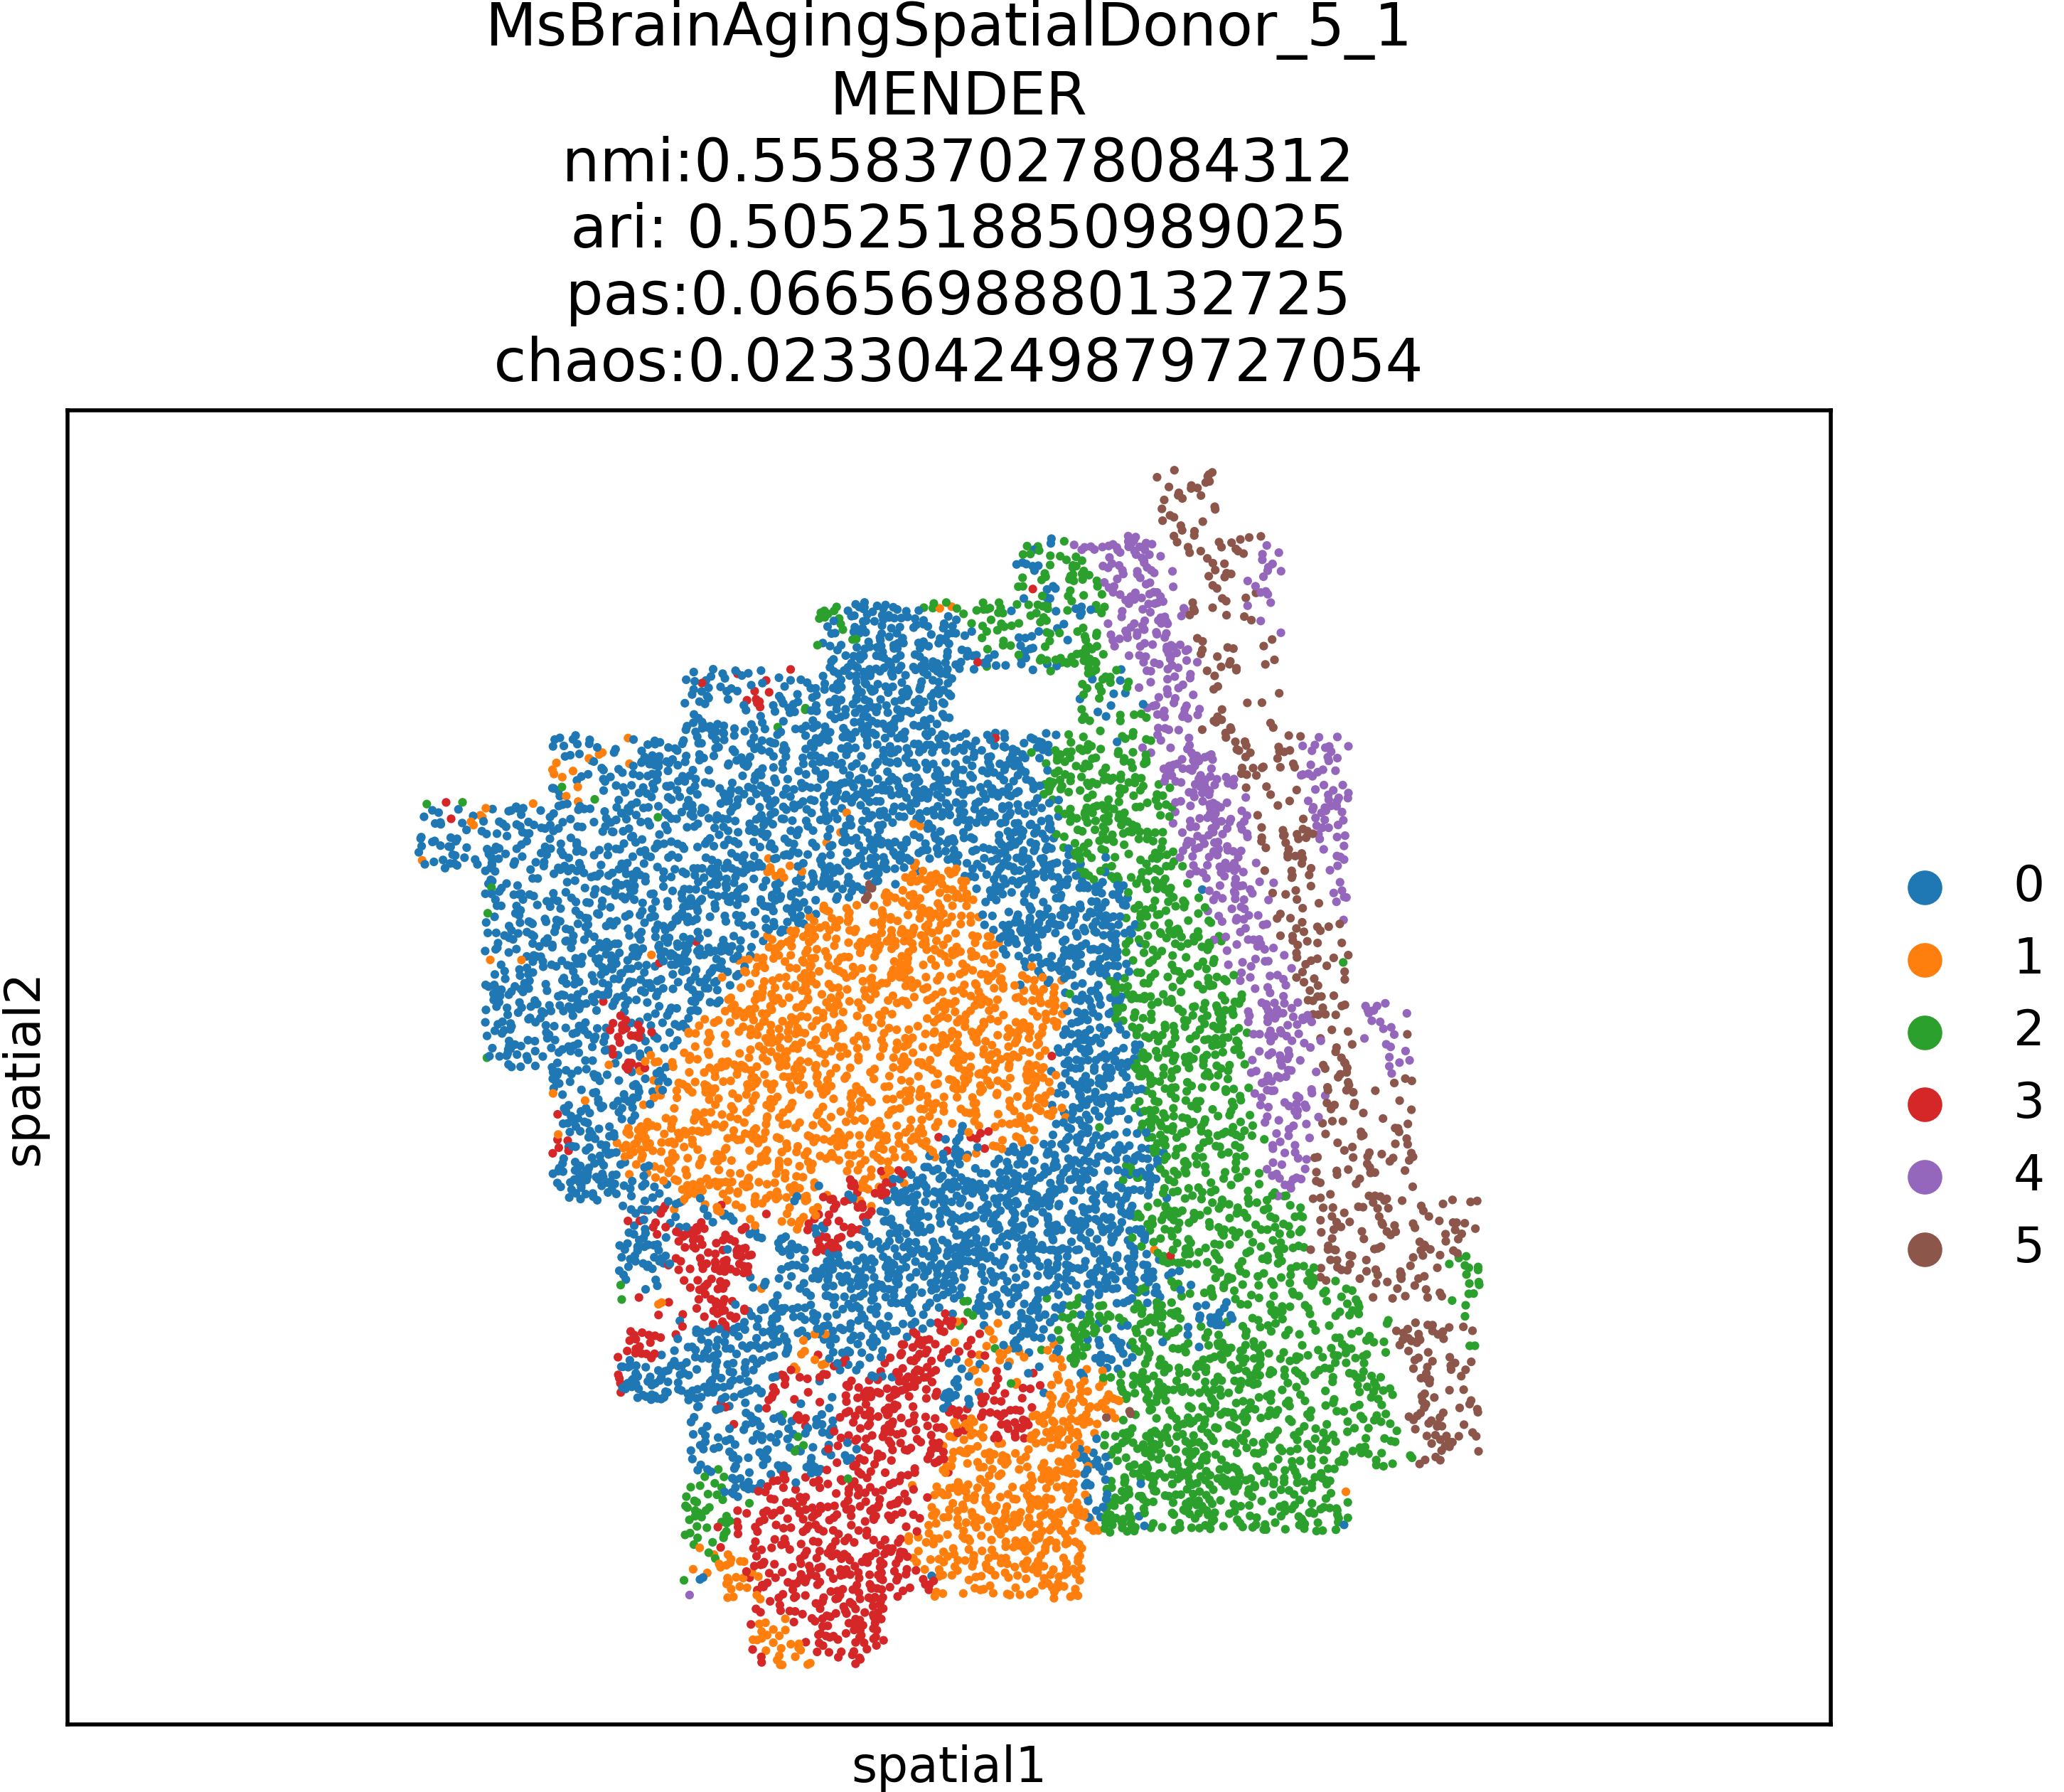 MsBrainAgingSpatialDonor_5_1
MENDER
nmi:0.5558370278084312
ari: 0.5052518850989025
pas:0.0665698880132725
chaos:0.023304249879727054
spatial2
spatial1
0
1
2
3
4
5